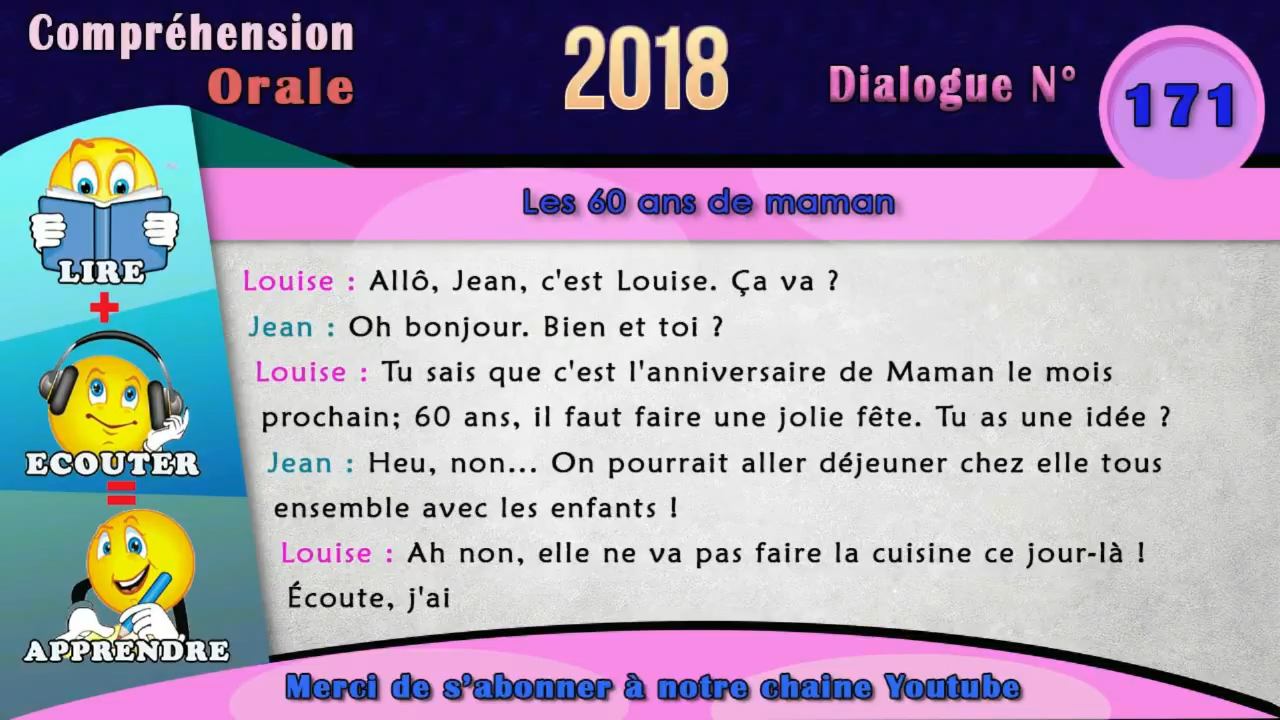 Compréhension
Orale
2018
Dialogue N°
171
Les 60 ans de maman
LIRE
+
ECOUTER
=
APPRENDRE
Louise : Allô, Jean, c'est Louise. Ça va ?
Jean : Oh bonjour. Bien et toi ?
Louise : Tu sais que c'est l'anniversaire de Maman le mois
prochain; 60 ans, il faut faire une jolie fête. Tu as une idée ?
Jean : Heu, non... On pourrait aller déjeuner chez elle tous
ensemble avec les enfants !
Louise : Ah non, elle ne va pas faire la cuisine ce jour-là !
Écoute, j'ai
Merci de s'abonner à notre chaine Youtube